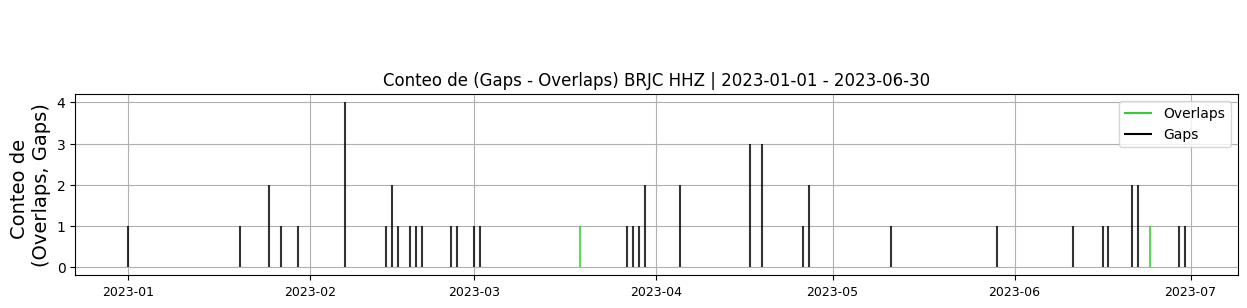 Conteo de (Gaps - Overlaps) BRJC HHZ | 2023-01-01 - 2023-06-30
Conteo de
(Overlaps, Gaps)
4
3
2
1
0
Overlaps
Gaps
2023-01
2023-02
2023-03
2023-04
2023-05
2023-06
2023-07